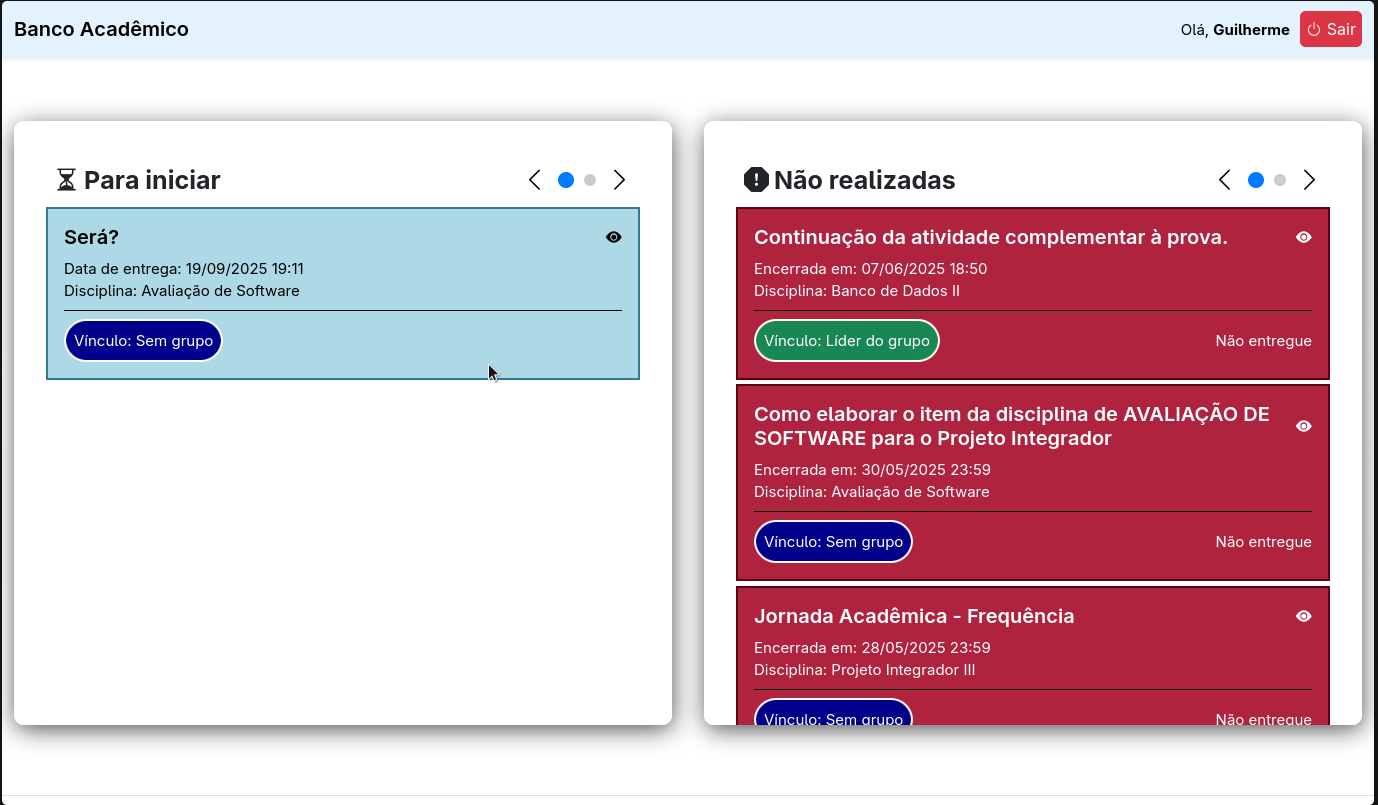 Banco Acadêmico
Olá, Guilherme
Sair
Para iniciar
Será?
Data de entrega: 19/09/2025 19:11
Disciplina: Avaliação de Software
Vínculo: Sem grupo
Não realizadas
Continuação da atividade complementar à prova.
Encerrada em: 07/06/2025 18:50
Disciplina: Banco de Dados II
Vínculo: Líder do grupo
Não entregue
Como elaborar o item da disciplina de AVALIAÇÃO DE
SOFTWARE para o Projeto Integrador
Encerrada em: 30/05/2025 23:59
Disciplina: Avaliação de Software
Vínculo: Sem grupo
Não entregue
Jornada Acadêmica - Frequência
Encerrada em: 28/05/2025 23:59
Disciplina: Projeto Integrador III
Vínculo: Sem grupo
Não entregue